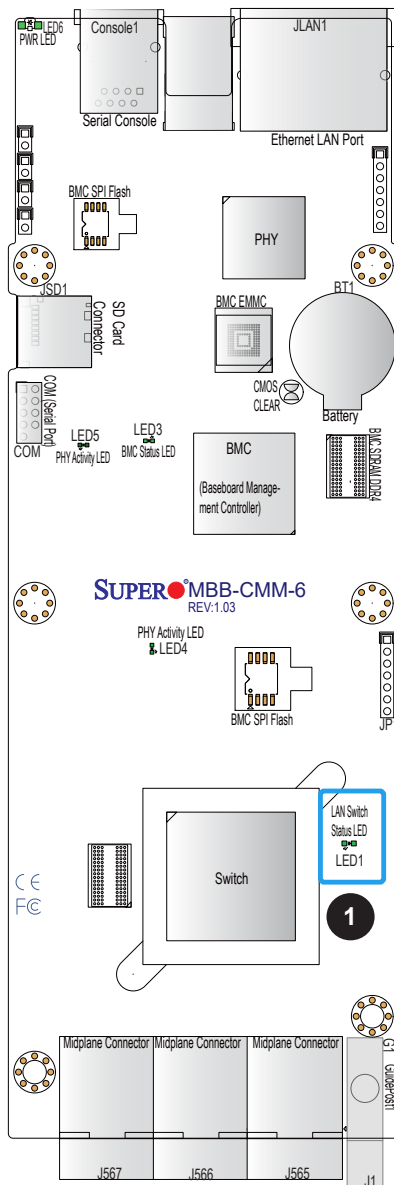 LED6
PWR LED
Console1
Serial Console
JLAN1
Ethernet LAN Port
BMC SPI Flash
PHY
JSD1
SD Card
Connector
BMC EMMC
BT1
Battery
CMOS
CLEAR
COM (Serial Port)
COM
LED5
PHY Activity LED
LED3
BMC Status LED
BMC
(Baseboard Manage-
ment Controller)
BMC SDRAM DDR4
SUPER MBB-CMM-6
REV:1.03
PHY Activity LED
LED4
BMC SPI Flash
JP
LAN Switch
Status LED
LED1
1
Switch
CE
FC
Midplane Connector
Midplane Connector
Midplane Connector
G1
J567
J566
J565
J1